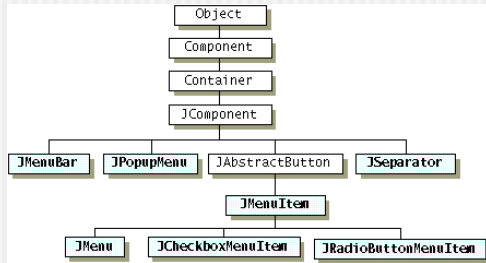 Object
Component
Container
JComponent
JMenuBar JPopupMenu JAbstractButton JSeparator
JMenuItem
JMenu JCheckboxMenuItem JRadioButtonMenuItem